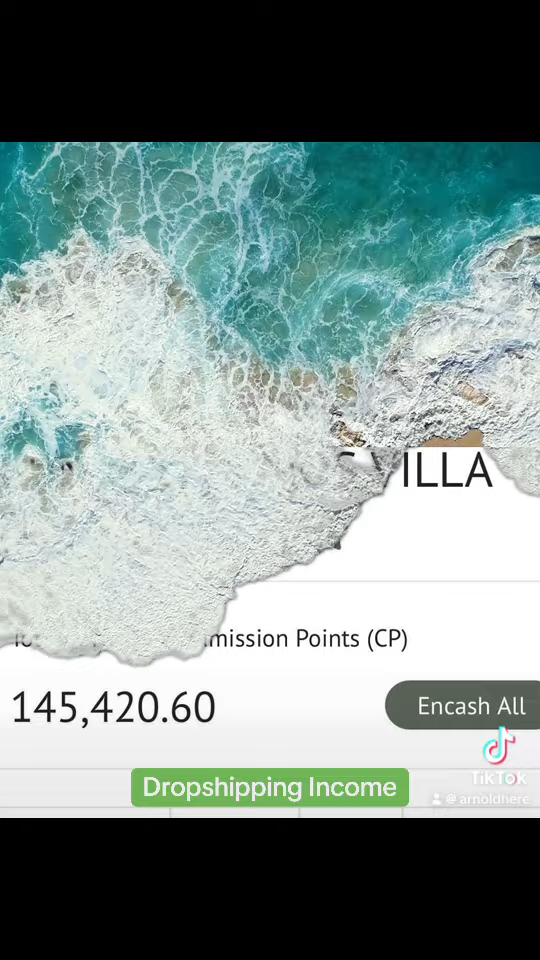 ILLA
mission Points (CP)
145,420.60
Encash All
TikTok
Dropshipping Income
@ arnoldhere